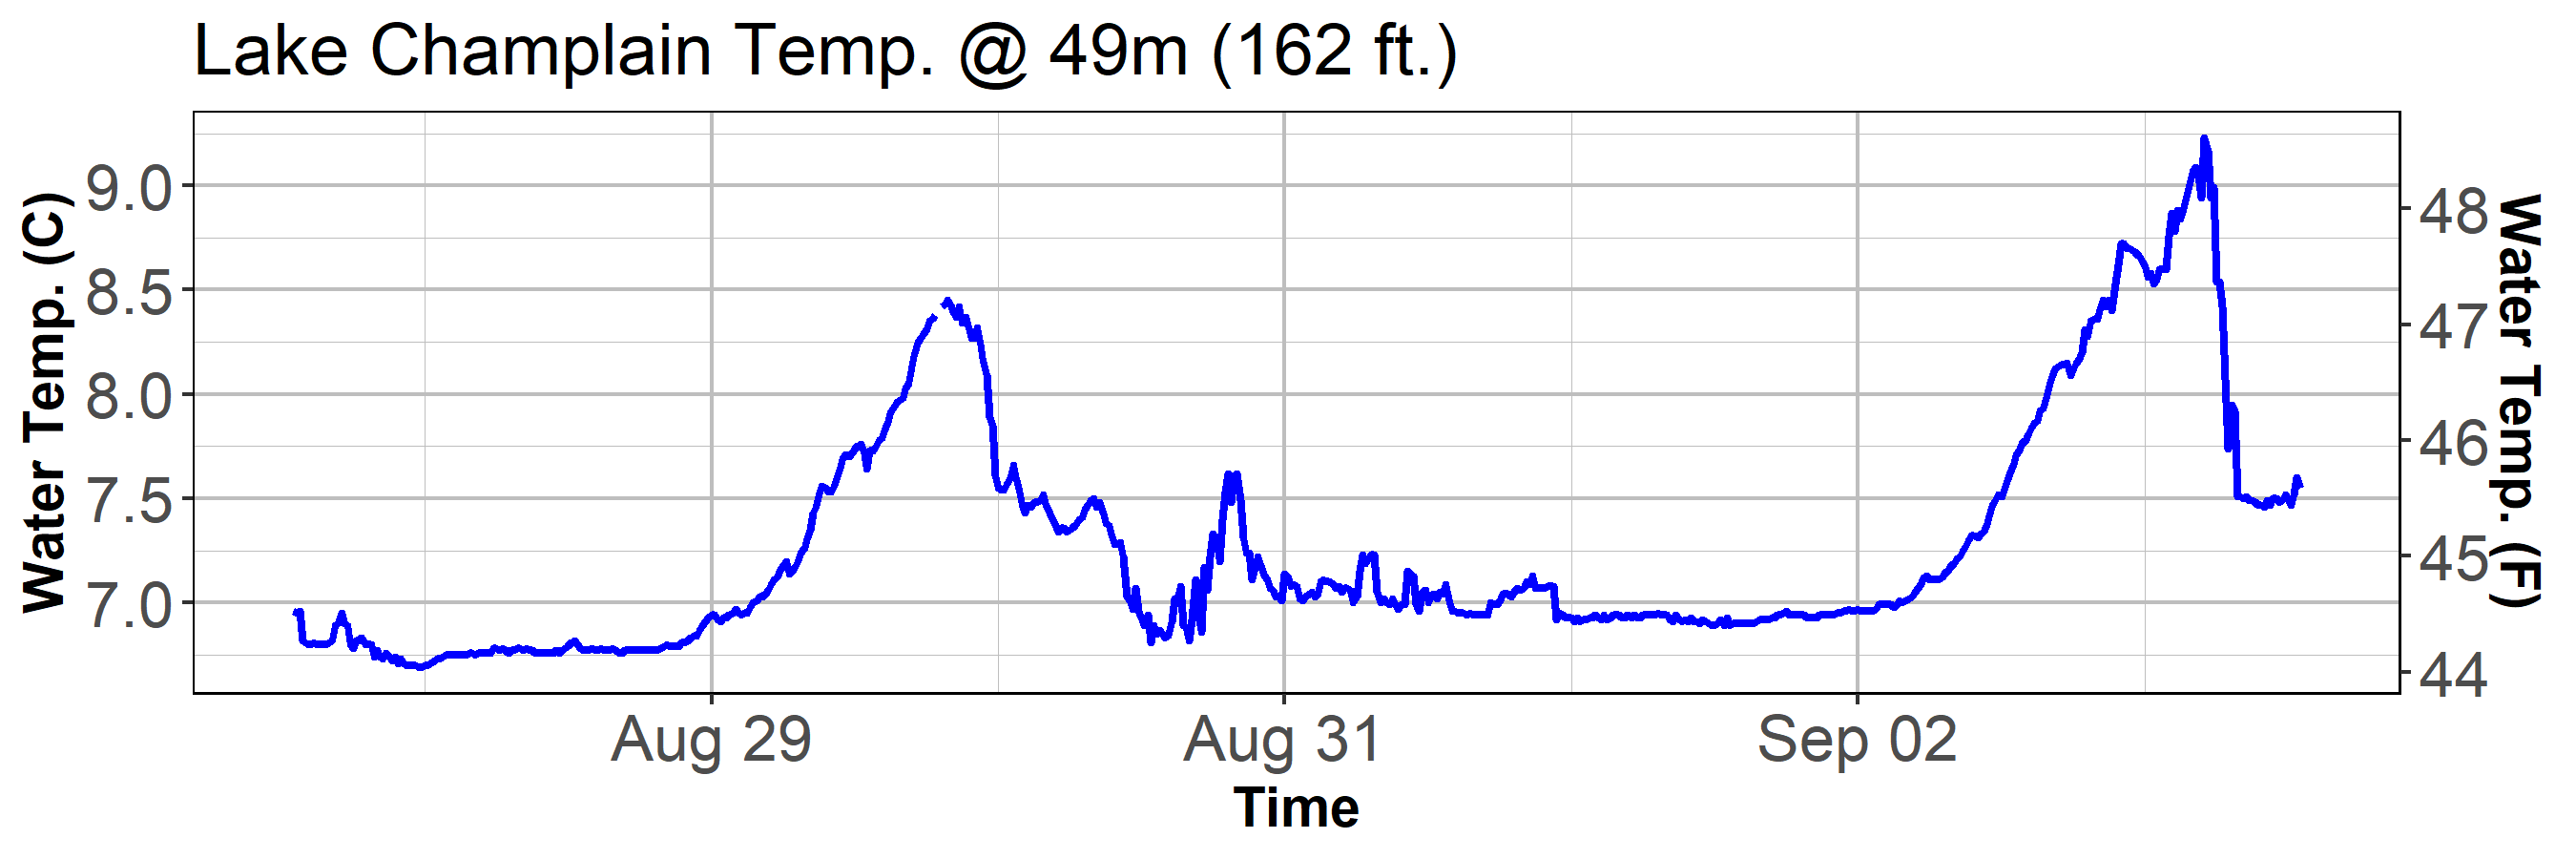 Lake Champlain Temp. @ 49m (162 ft.)
Water Temp. (C)
9.0
8.5
8.0
7.5
7.0
48
47
46
45
44
Water Temp. (F)
Aug 29
Aug 31
Sep 02
Time